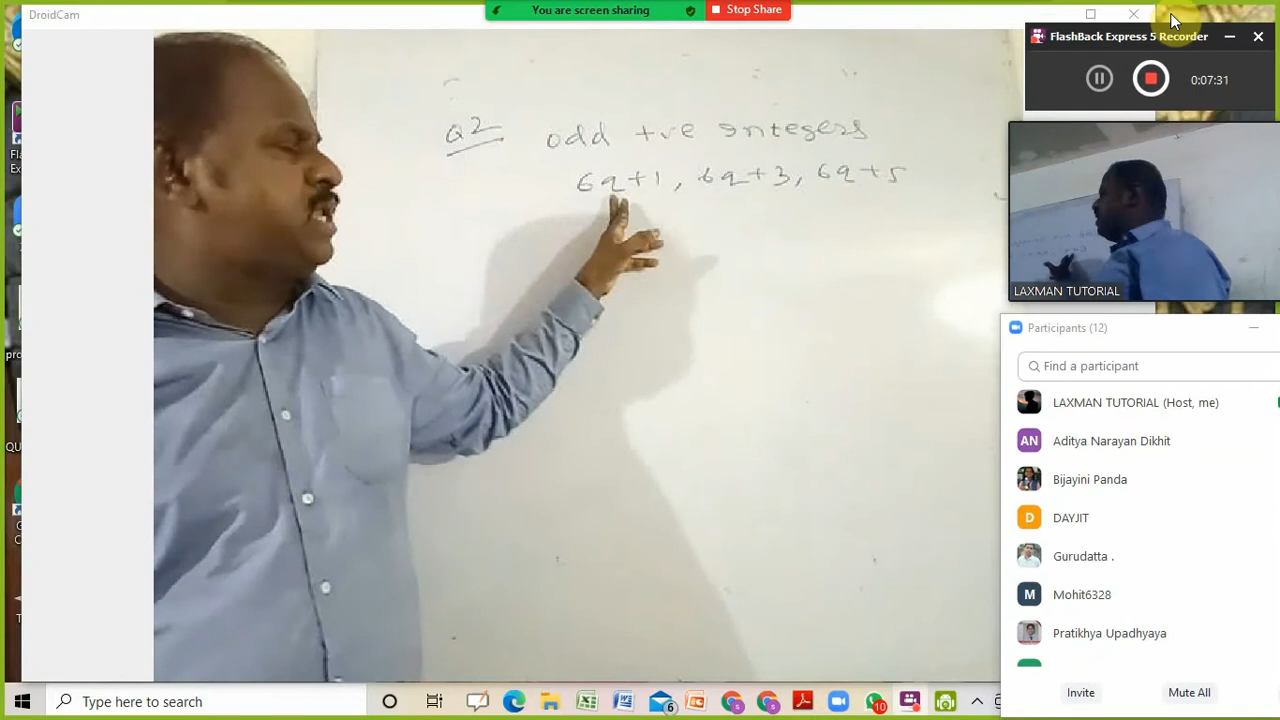 DroidCam
You are screen sharing
Stop Share
FlashBack Express 5 Recorder
0:07:31
Q2 odd +ve Integers
6q+1, 6q+3, 6q+5
LAXMAN TUTORIAL
Participants (12)
Find a participant
LAXMAN TUTORIAL (Host, me)
AN Aditya Narayan Dikhit
Bijayini Panda
D DAYJIT
Gurudatta .
M Mohit6328
Pratikhya Upadhyaya
Invite
Mute All
Type here to search
6
10